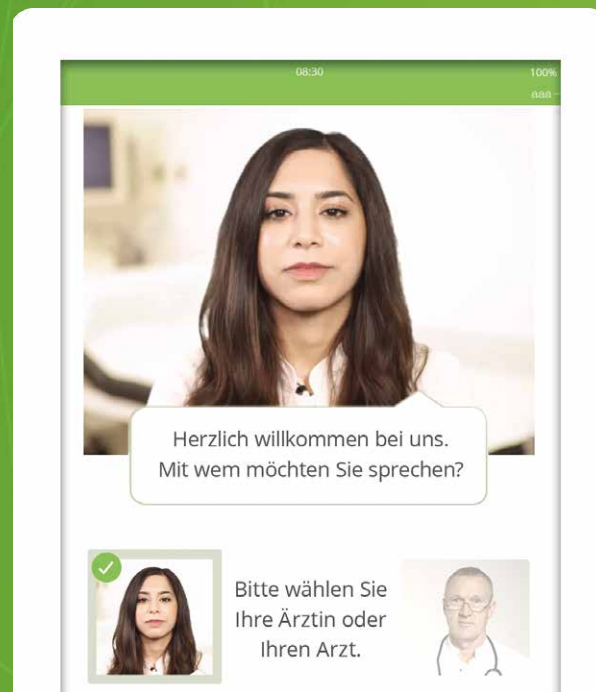 08:30
100%
aaa
Herzlich willkommen bei uns.
Mit wem möchten Sie sprechen?
Bitte wählen Sie
Ihre Ärztin oder
Ihren Arzt.